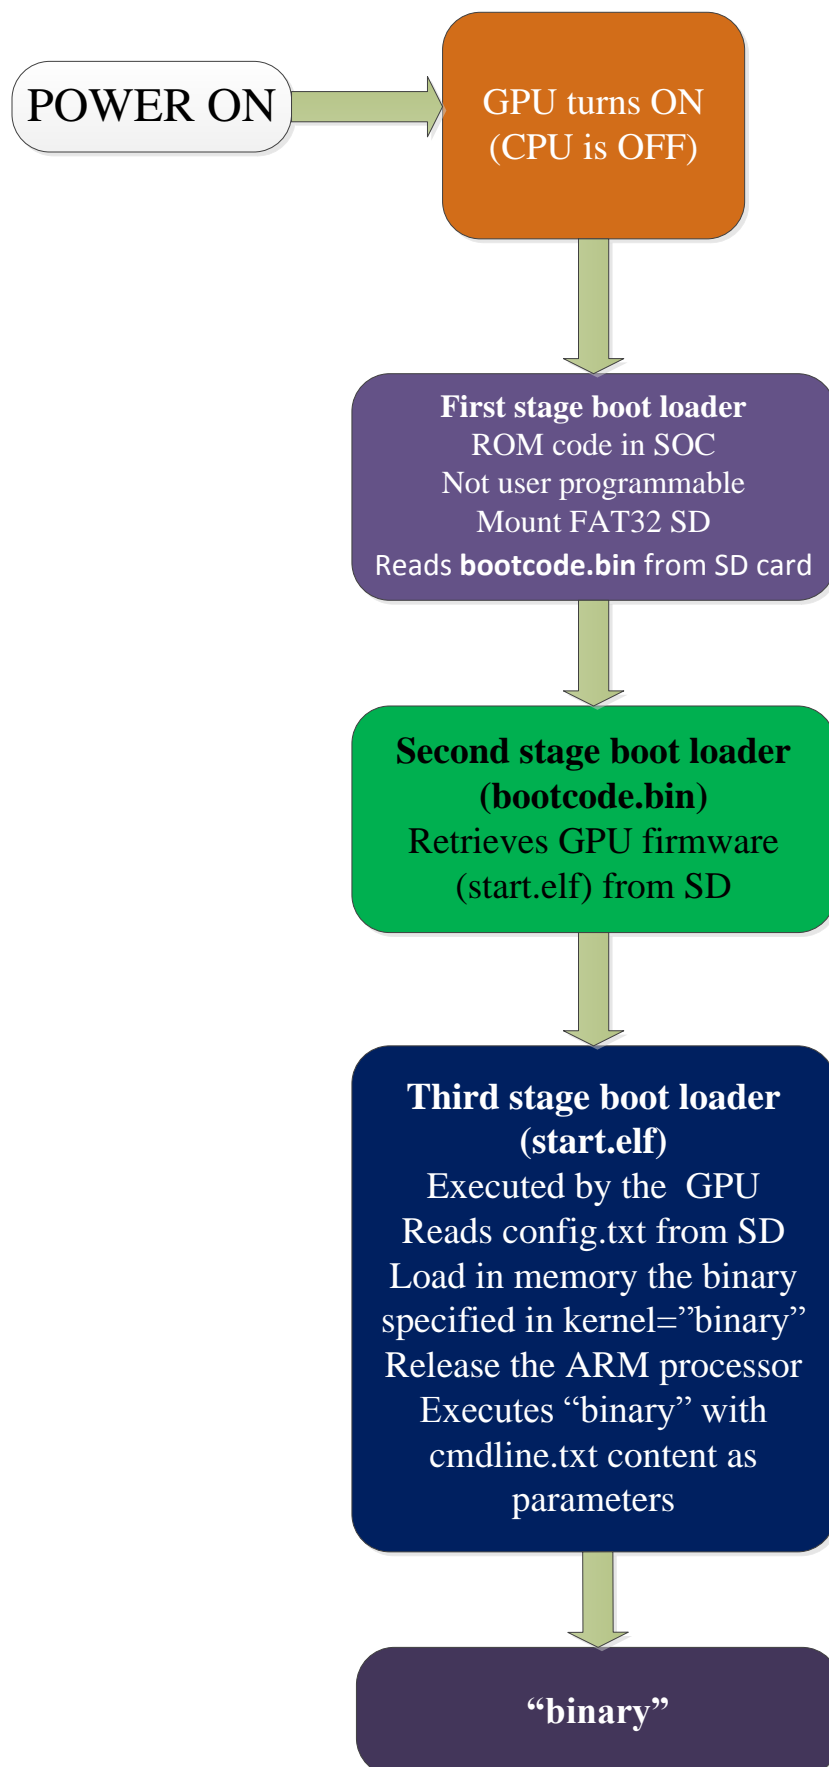 POWER ON
GPU turns ON
(CPU is OFF)
First stage boot loader
ROM code in SOC
Not user programmable
Mount FAT32 SD
Reads bootcode.bin from SD card
Second stage boot loader
(bootcode.bin)
Retrieves GPU firmware
(start.elf) from SD
Third stage boot loader
(start.elf)
Executed by the  GPU
Reads config.txt from SD
Load in memory the binary
specified in kernel=”binary”
Release the ARM processor
Executes “binary” with
cmdline.txt content as
parameters
“binary”